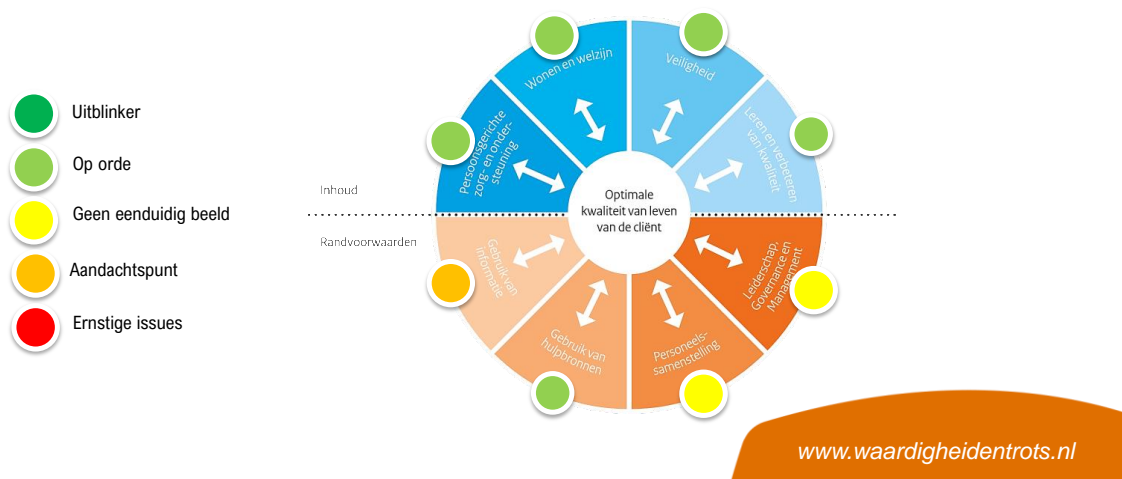 Uitblinker
Op orde
Geen eenduidig beeld
Aandachtspunt
Ernstige issues
Inhoud
Randvoorwaarden
Persoonsgerichte
zorg- en onder-
steuning
Wonen en welzijn
Veiligheid
Leren en verbeteren
van kwaliteit
Optimale
kwaliteit van leven
van de cliënt
Gebruik van
informatie
Gebruik van
hulpbronnen
Personeels-
samenstelling
Leiderschap,
Governance en
Management
www.waardigheidentrots.nl